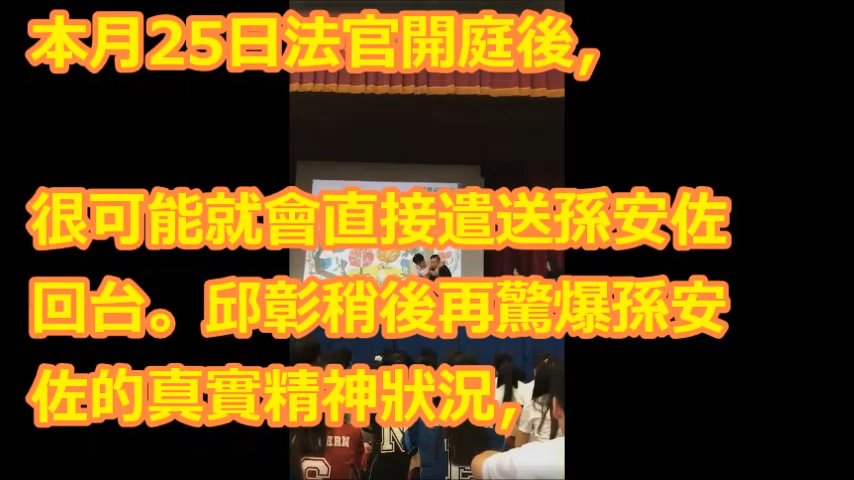 本月25日法官開庭後,
很可能就會直接遣送孫安佐
回台。邱彰稍後再驚爆孫安
佐的真實精神狀況,